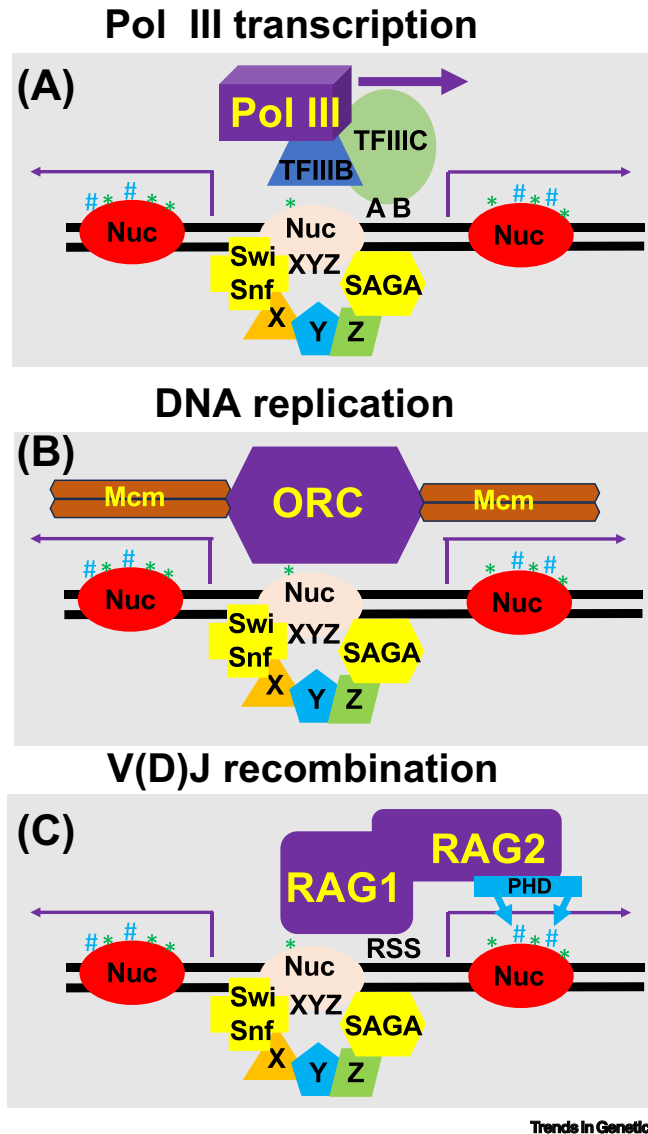 Pol III transcription
(A)
Pol III
TFIIIC
TFIIIB
# * # * *
* 
* # * # *
A B
Nuc
Nuc
Nuc
XYZ
Swi
Snf
SAGA
X
Y
Z
DNA replication
(B)
Mcm
ORC
Mcm
# * # * *
*
* # * # *
Nuc
Nuc
Nuc
XYZ
Swi
Snf
SAGA
X
Y
Z
V(D)J recombination
(C)
RAG2
RAG1
PHD
# * # * *
*
* # * # *
RSS
Nuc
Nuc
Nuc
XYZ
Swi
Snf
SAGA
X
Y
Z
Trends in Genetic